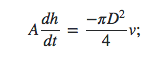 A dh/dt = −πD²/4 v;